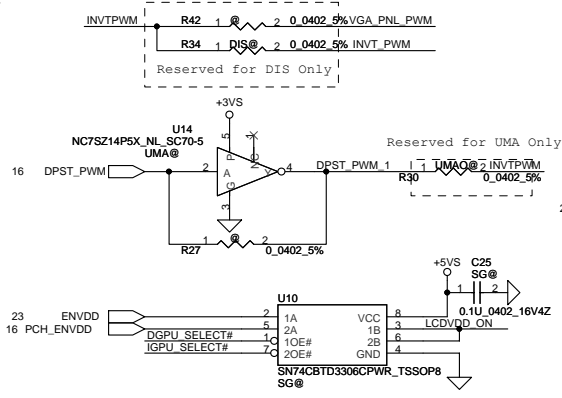 INVTPWM R42 1 @ 2 0_0402_5% VGA_PNL_PWM
R34 1 DIS@ 2 0_0402_5% INVT_PWM
Reserved for DIS Only
+3VS
U14
NC7SZ14P5X_NL_SC70-5
UMA@
Reserved for UMA Only
5
P
NC
1
16 DPST_PWM 2 A Y 4 DPST_PWM_1 1 UMAO@ 2 INVTPWM
R30 0_0402_5%
G
3
R27 1 @ 2 0_0402_5%
2
+5VS
C25
SG@
1 2
0.1U_0402_16V4Z
U10
23 ENVDD 2 1A VCC 8
16 PCH_ENVDD 5 2A 1B 3 LCDVDD_ON
DGPU_SELECT# 1 1OE# 2B 6
IGPU_SELECT# 7 2OE# GND 4
SN74CBTD3306CPWR_TSSOP8
SG@